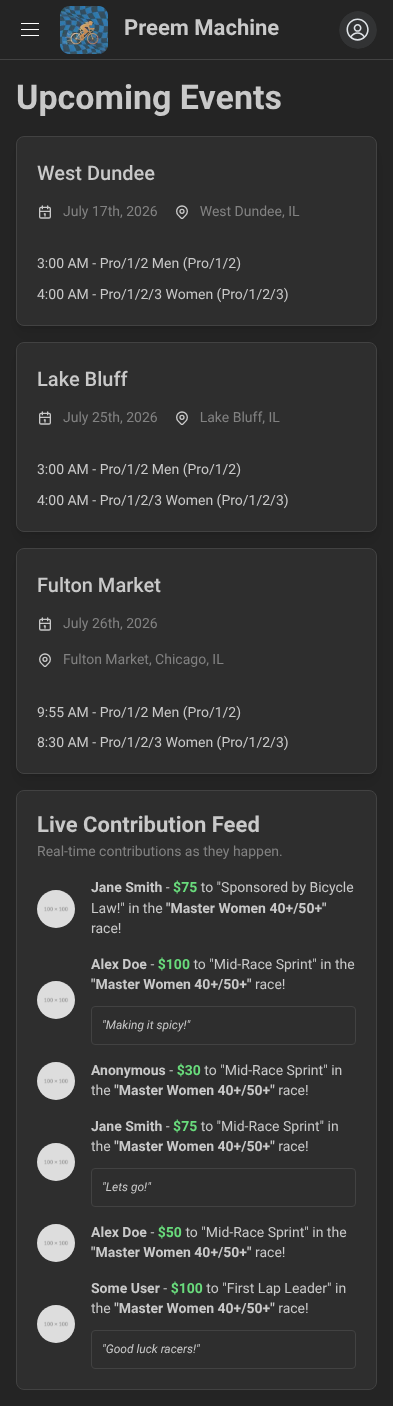 Preem Machine
Upcoming Events
West Dundee
July 17th, 2026 West Dundee, IL
3:00 AM - Pro/1/2 Men (Pro/1/2)
4:00 AM - Pro/1/2/3 Women (Pro/1/2/3)
Lake Bluff
July 25th, 2026 Lake Bluff, IL
3:00 AM - Pro/1/2 Men (Pro/1/2)
4:00 AM - Pro/1/2/3 Women (Pro/1/2/3)
Fulton Market
July 26th, 2026
Fulton Market, Chicago, IL
9:55 AM - Pro/1/2 Men (Pro/1/2)
8:30 AM - Pro/1/2/3 Women (Pro/1/2/3)
Live Contribution Feed
Real-time contributions as they happen.
Jane Smith - $75 to "Sponsored by Bicycle
Law!" in the "Master Women 40+/50+"
100 × 100
race!
Alex Doe - $100 to "Mid-Race Sprint" in the
"Master Women 40+/50+" race!
100 × 100
"Making it spicy!"
Anonymous - $30 to "Mid-Race Sprint" in
100 × 100
the "Master Women 40+/50+" race!
Jane Smith - $75 to "Mid-Race Sprint" in
the "Master Women 40+/50+" race!
100 × 100
"Lets go!"
Alex Doe - $50 to "Mid-Race Sprint" in the
100 × 100
"Master Women 40+/50+" race!
Some User - $100 to "First Lap Leader" in
the "Master Women 40+/50+" race!
100 × 100
"Good luck racers!"